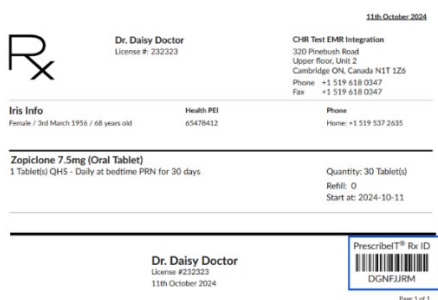 11th October 2024
Rx
Dr. Daisy Doctor
License #: 232323
CHR Test EMR Integration
320 Pinebush Road
Upper floor, Unit 2
Cambridge ON, Canada N1T 1Z6
Phone +1 519 618 0347
Fax +1 519 618 0347
Iris Info
Female / 3rd March 1956 / 68 years old
Health PEI
65478412
Phone
Home: +1 519 537 2635
Zopiclone 7.5mg (Oral Tablet)
1 Tablet(s) QHS - Daily at bedtime PRN for 30 days
Quantity: 30 Tablet(s)
Refill: 0
Start at: 2024-10-11
Dr. Daisy Doctor
License #232323
11th October 2024
PrescribeIT® Rx ID
DGNFJJRM
Page 1 of 1